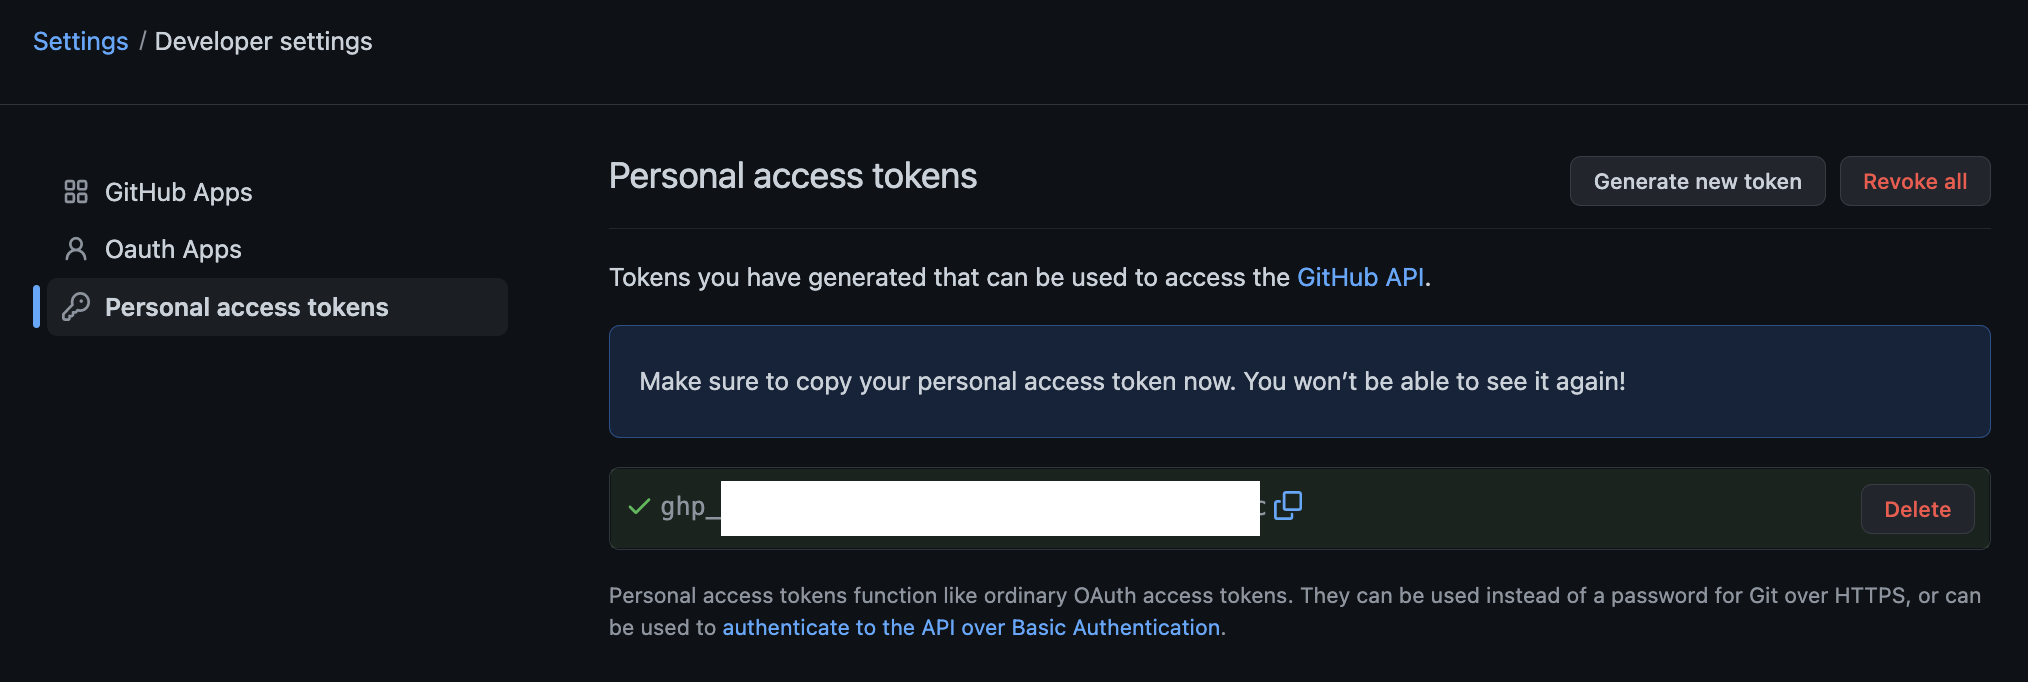 Settings / Developer settings
GitHub Apps
Oauth Apps
Personal access tokens
Personal access tokens
Generate new token
Revoke all
Tokens you have generated that can be used to access the GitHub API.
Make sure to copy your personal access token now. You won’t be able to see it again!
ghp_ c
Delete
Personal access tokens function like ordinary OAuth access tokens. They can be used instead of a password for Git over HTTPS, or can
be used to authenticate to the API over Basic Authentication.